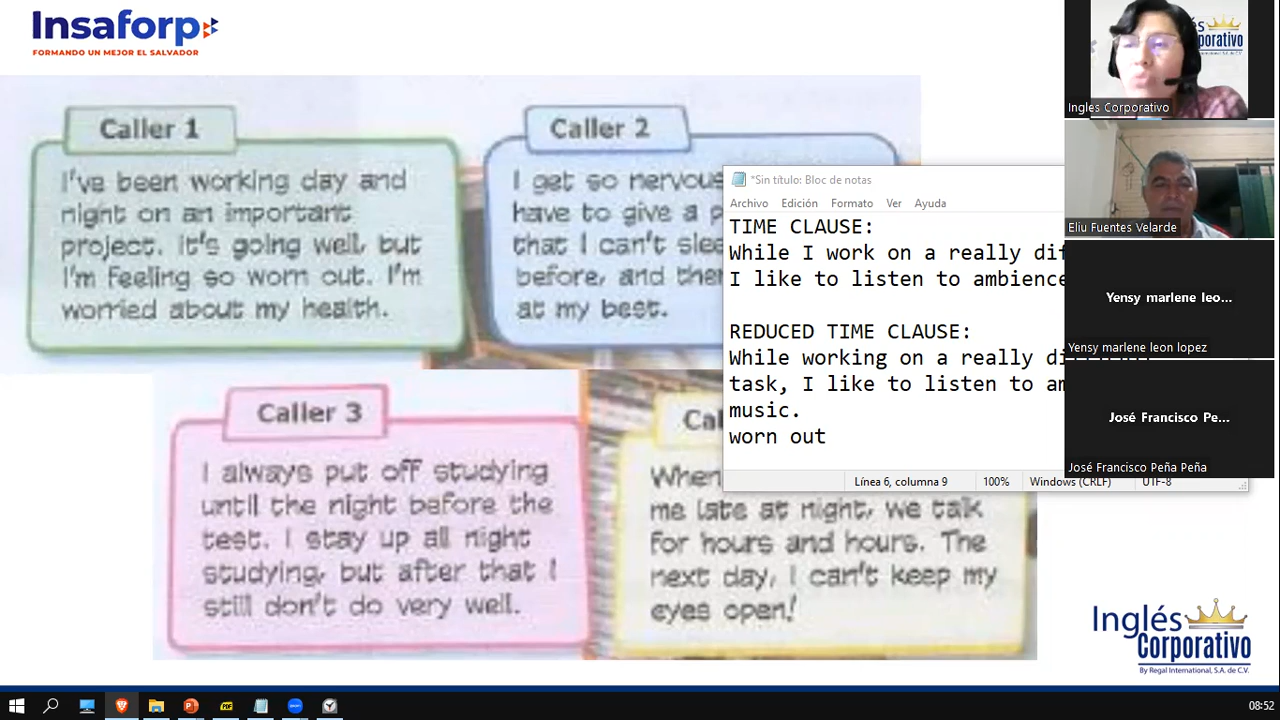 Insaforp
FORMANDO UN MEJOR EL SALVADOR
Caller 1
I've been working day and
night on an important
project. It's going well, but
I'm feeling so worn out. I'm
worried about my health.
Caller 2
I get so nervous
have to give a
that I can't
before, and
at my best.
Caller 3
I always put off studying
until the night before the
test. I stay up all night
studying, but after that I
still don't do very well.
When
me late at night, we talk
for hours and hours. The
next day, I can't keep my
eyes open!
*Sin título: Bloc de notas
Archivo Edición Formato Ver Ayuda
TIME CLAUSE:
While I work on a really
I like to listen to ambience
REDUCED TIME CLAUSE:
While working on a really
task, I like to listen to
music.
worn out
Línea 6, columna 9 100% Windows (CRLF) UTF-8
Ingles Corporativo
Eliu Fuentes Velarde
Yensy marlene leo...
Yensy marlene leon lopez
José Francisco Pe...
José Francisco Peña Peña
Inglés
Corporativo
By Regal International, S.A. de C.V.
08:52